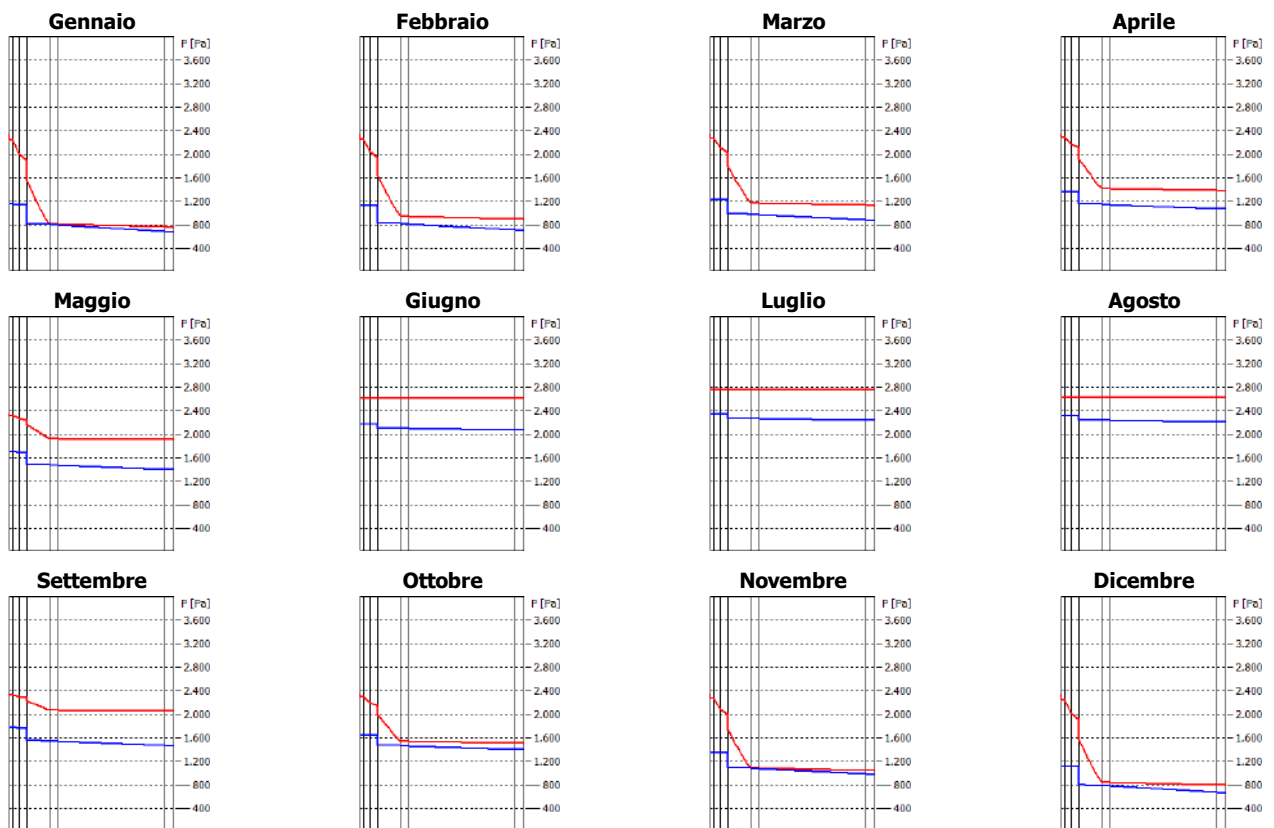 Gennaio Febbraio Marzo Aprile
P [Pa] P [Pa] P [Pa] P [Pa]
3.600 3.600 3.600 3.600
3.200 3.200 3.200 3.200
2.800 2.800 2.800 2.800
2.400 2.400 2.400 2.400
2.000 2.000 2.000 2.000
1.600 1.600 1.600 1.600
1.200 1.200 1.200 1.200
800 800 800 800
400 400 400 400
Maggio Giugno Luglio Agosto
P [Pa] P [Pa] P [Pa] P [Pa]
3.600 3.600 3.600 3.600
3.200 3.200 3.200 3.200
2.800 2.800 2.800 2.800
2.400 2.400 2.400 2.400
2.000 2.000 2.000 2.000
1.600 1.600 1.600 1.600
1.200 1.200 1.200 1.200
800 800 800 800
400 400 400 400
Settembre Ottobre Novembre Dicembre
P [Pa] P [Pa] P [Pa] P [Pa]
3.600 3.600 3.600 3.600
3.200 3.200 3.200 3.200
2.800 2.800 2.800 2.800
2.400 2.400 2.400 2.400
2.000 2.000 2.000 2.000
1.600 1.600 1.600 1.600
1.200 1.200 1.200 1.200
800 800 800 800
400 400 400 400